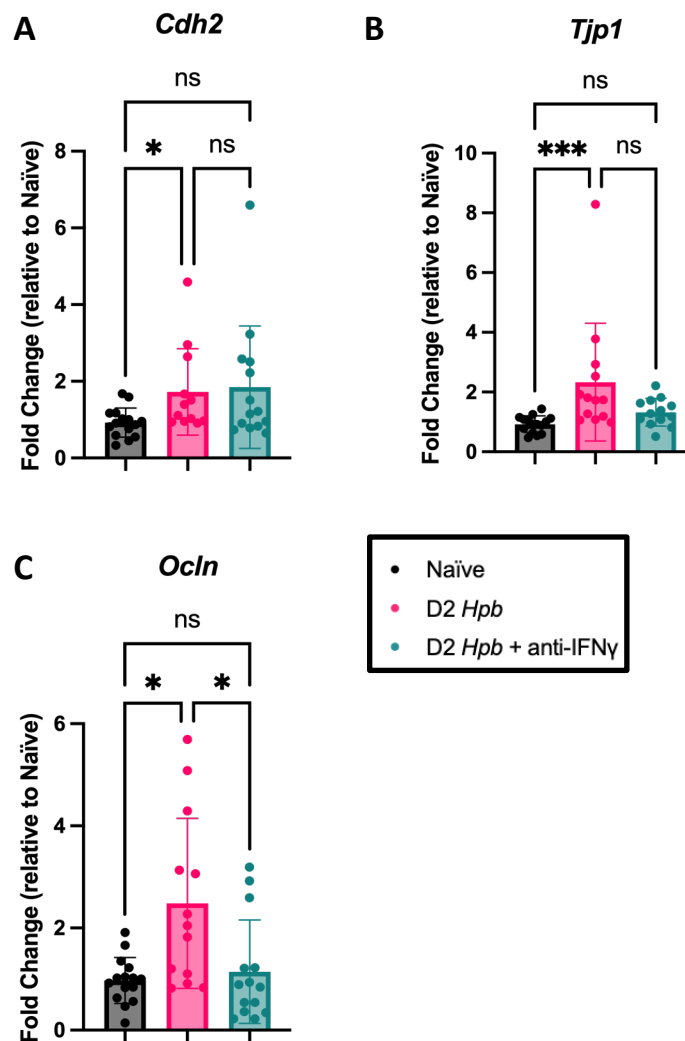 A
Cdh2
ns
*
ns
Fold Change (relative to Naïve)
8
6
4
2
0
B
Tjp1
ns
***
ns
Fold Change (relative to Naïve)
10
8
6
4
2
0
C
Ocln
ns
*
*
Fold Change (relative to Naïve)
6
4
2
0
Naïve
D2 Hpb
D2 Hpb + anti-IFNγ